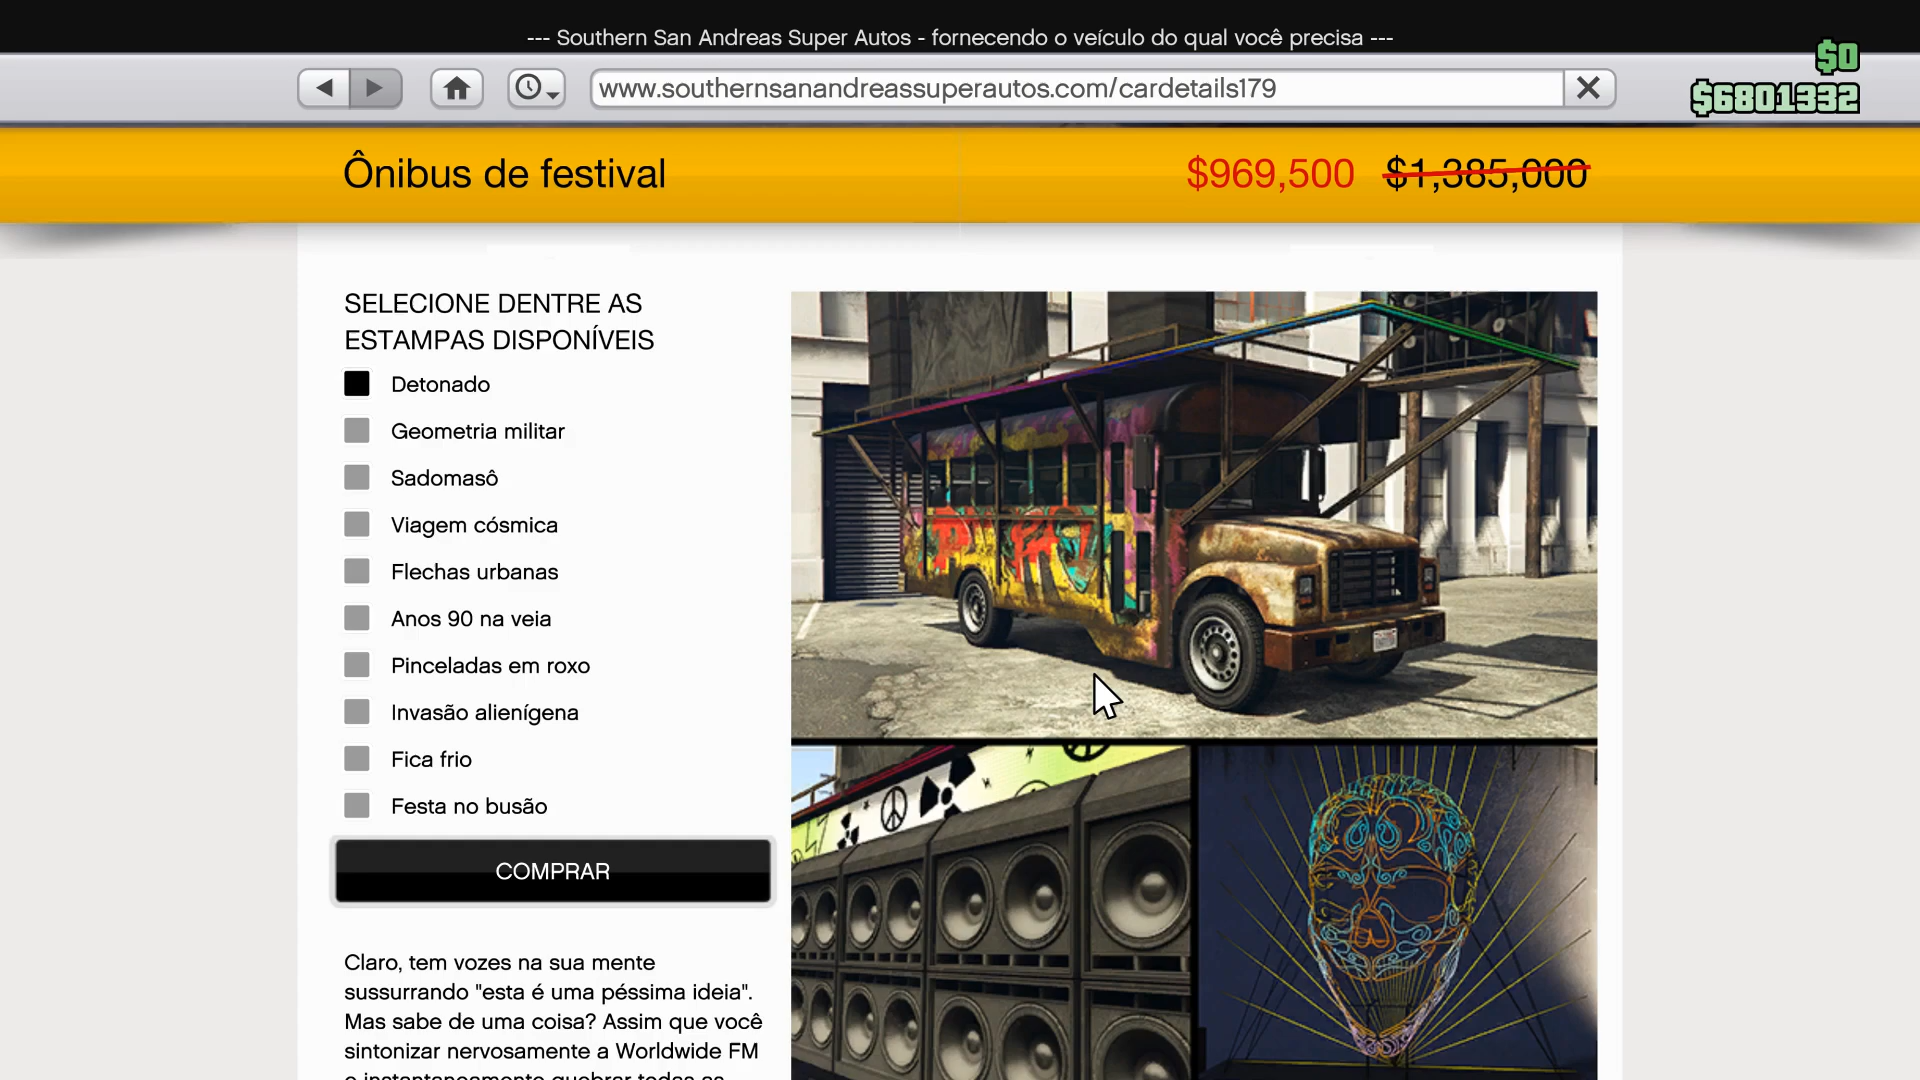 --- Southern San Andreas Super Autos - fornecendo o veículo do qual você precisa ---
$0
www.southernsanandreassuperautos.com/cardetails179
$6801332
Ônibus de festival
$969,500 $1,385,000
SELECIONE DENTRE AS
ESTAMPAS DISPONÍVEIS
Detonado
Geometria militar
Sadomasô
Viagem cósmica
Flechas urbanas
Anos 90 na veia
Pinceladas em roxo
Invasão alienígena
Fica frio
Festa no busão
COMPRAR
Claro, tem vozes na sua mente
sussurrando "esta é uma péssima ideia".
Mas sabe de uma coisa? Assim que você
sintonizar nervosamente a Worldwide FM
e instantaneamente quebrar todas as